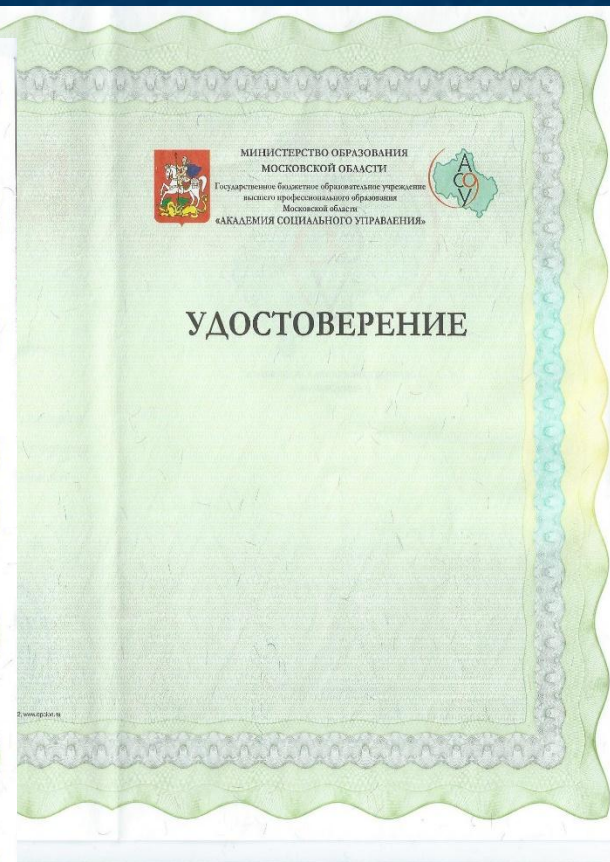 МИНИСТЕРСТВО ОБРАЗОВАНИЯ
МОСКОВСКОЙ ОБЛАСТИ
Государственное бюджетное образовательное учреждение
высшего профессионального образования
Московской области
«АКАДЕМИЯ СОЦИАЛЬНОГО УПРАВЛЕНИЯ»
АСОУ
УДОСТОВЕРЕНИЕ